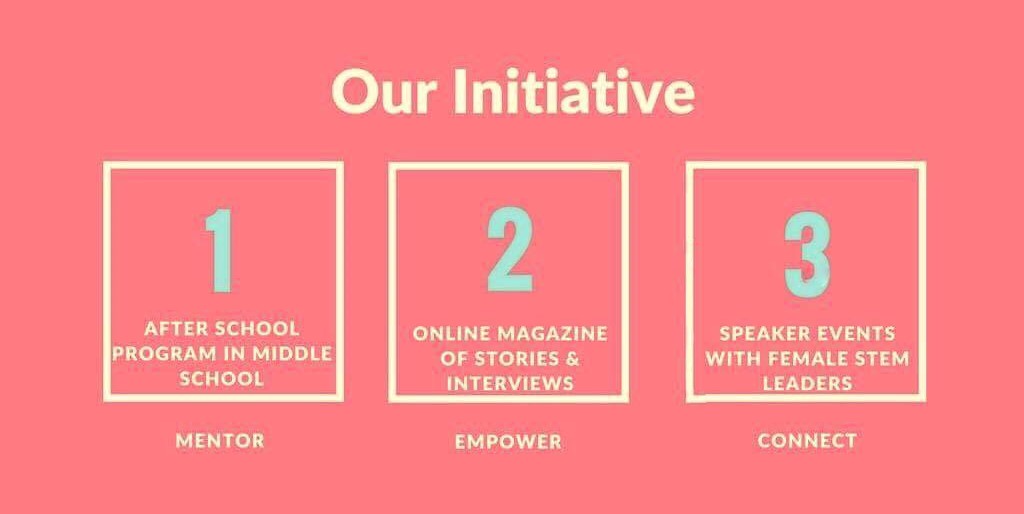 Our Initiative
1
AFTER SCHOOL
PROGRAM IN MIDDLE
SCHOOL
MENTOR
2
ONLINE MAGAZINE
OF STORIES &
INTERVIEWS
EMPOWER
3
SPEAKER EVENTS
WITH FEMALE STEM
LEADERS
CONNECT